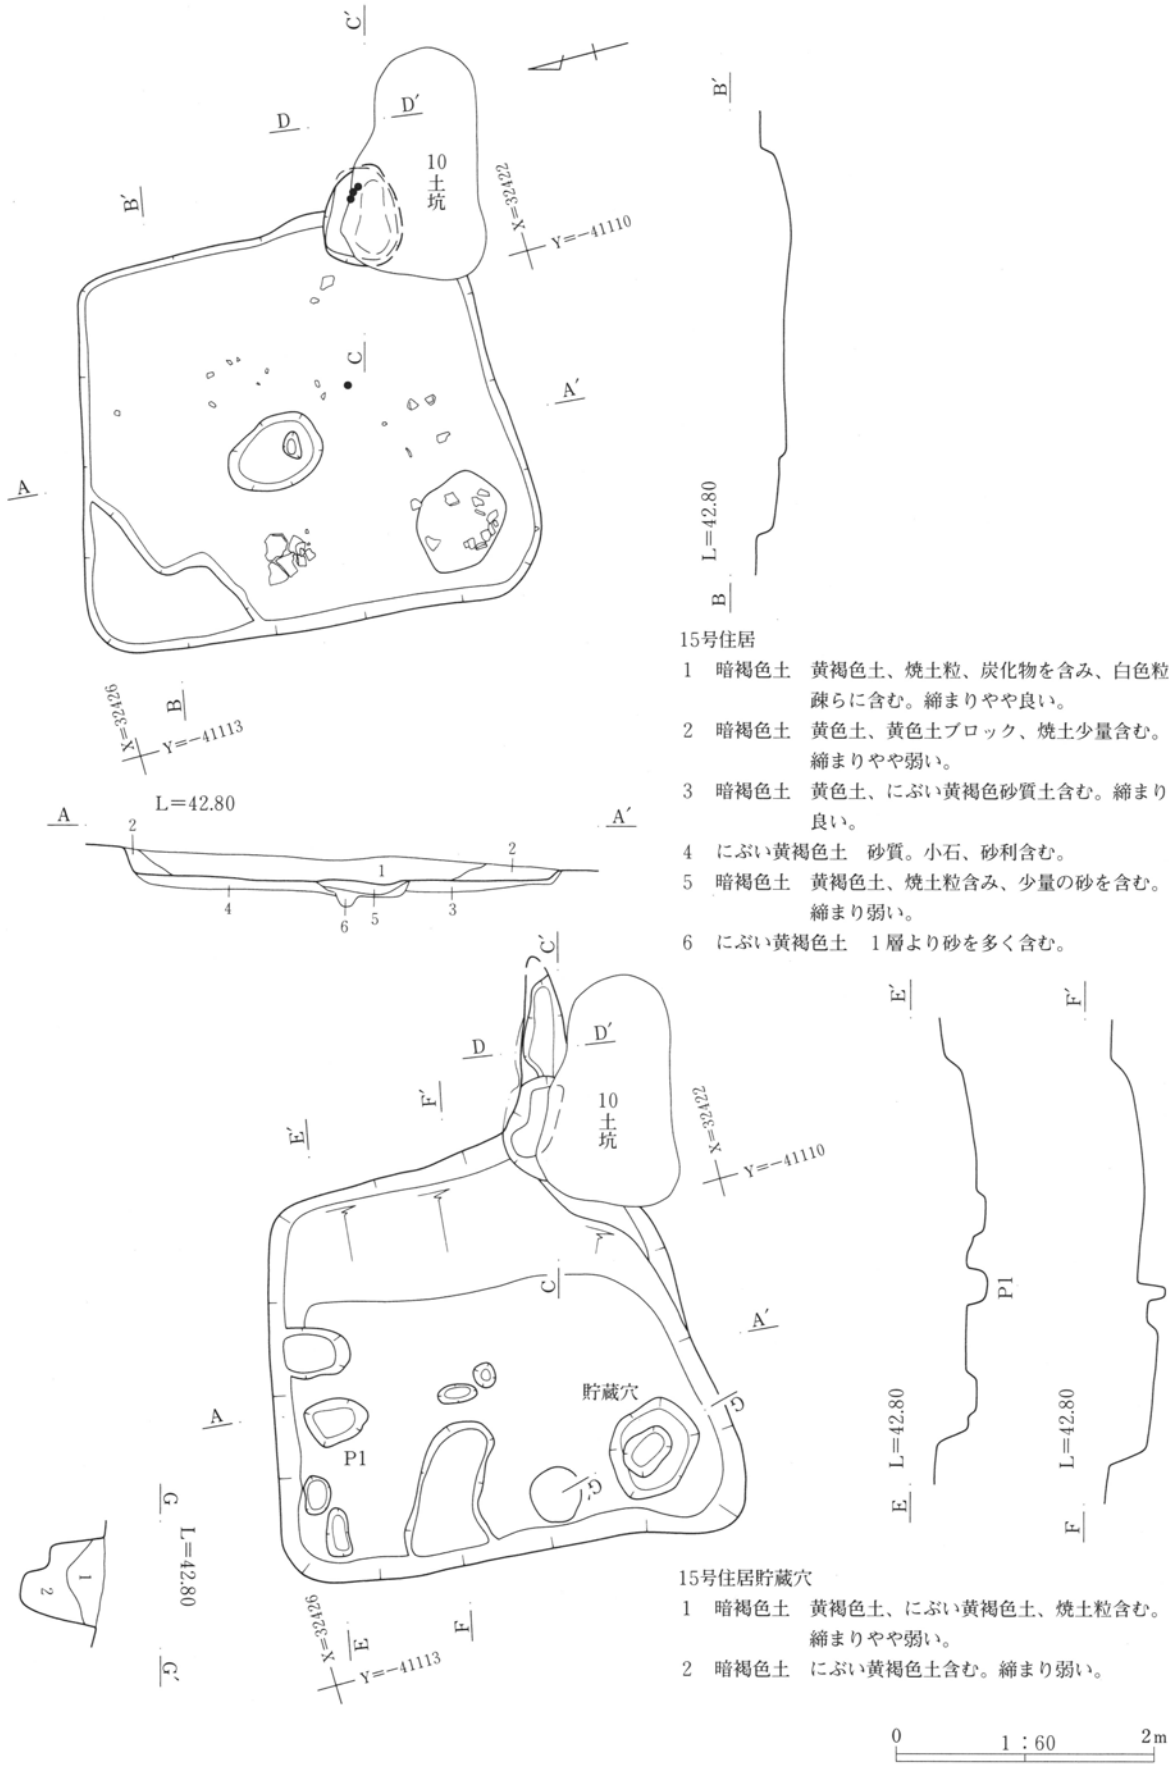 C′
D
D′
10土坑
B′
X=32422
Y=-41110
C
A′
A
B
X=32426
Y=-41113
B′
L=42.80
B
15号住居
1 暗褐色土 黄褐色土、焼土粒、炭化物を含み、白色粒
疎らに含む。締まりやや良い。
2 暗褐色土 黄色土、黄色土ブロック、焼土少量含む。
締まりやや弱い。
3 暗褐色土 黄色土、にぶい黄褐色砂質土含む。締まり
良い。
4 にぶい黄褐色土 砂質。小石、砂利含む。
5 暗褐色土 黄褐色土、焼土粒含み、少量の砂を含む。
締まり弱い。
6 にぶい黄褐色土 1層より砂を多く含む。
L=42.80
A
A′
2
1
2
4
6
5
3
C′
D
D′
F′
E′
10土坑
X=32422
Y=-41110
C
A′
A
貯蔵穴
G
P1
G′
F
E
X=32426
Y=-41113
E′
F′
P1
L=42.80
L=42.80
E
F
G
L=42.80
1
2
G′
15号住居貯蔵穴
1 暗褐色土 黄褐色土、にぶい黄褐色土、焼土粒含む。
締まりやや弱い。
2 暗褐色土 にぶい黄褐色土含む。締まり弱い。
0
1：60
2m